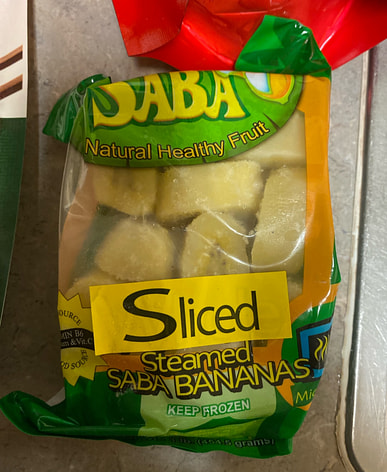 SABA
Natural Healthy Fruit
Sliced
Steamed
SABA BANANAS
KEEP FROZEN